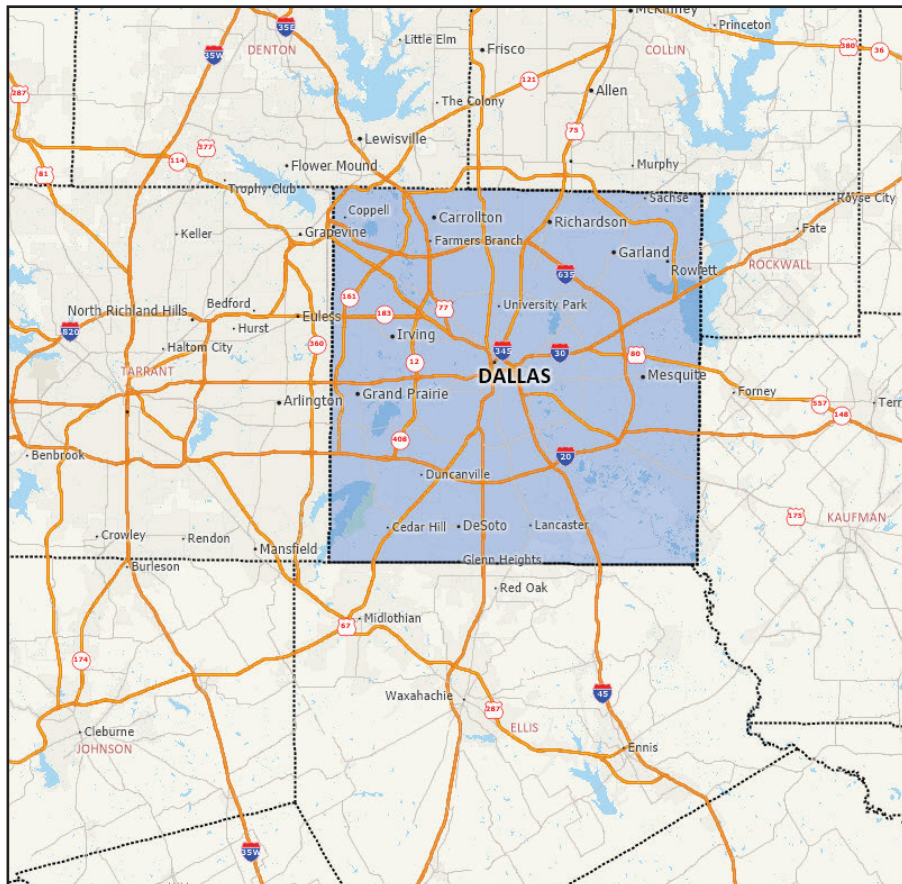 McKINNEY
Princeton
35E
Little Elm
DENTON
35W
Frisco
COLLIN
380
36
287
121
Allen
The Colony
75
Lewisville
377
114
Flower Mound
Murphy
81
Trophy Club
Sachse
Royse City
Coppell
Carrollton
Richardson
Keller
Grapevine
Fate
Farmers Branch
Garland
ROCKWALL
Rowlett
635
161
Bedford
University Park
North Richland Hills
77
Euless
183
820
Hurst
Irving
360
Haltom City
345
30
80
12
TARRANT
DALLAS
Mesquite
Grand Prairie
Forney
Arlington
557
Terr
148
408
Benbrook
20
Duncanville
175
KAUFMAN
Cedar Hill
DeSoto
Lancaster
Crowley
Rendon
Mansfield
Glenn Heights
Burleson
Red Oak
Midlothian
67
174
45
Waxahachie
287
ELLIS
Cleburne
JOHNSON
Ennis
35W